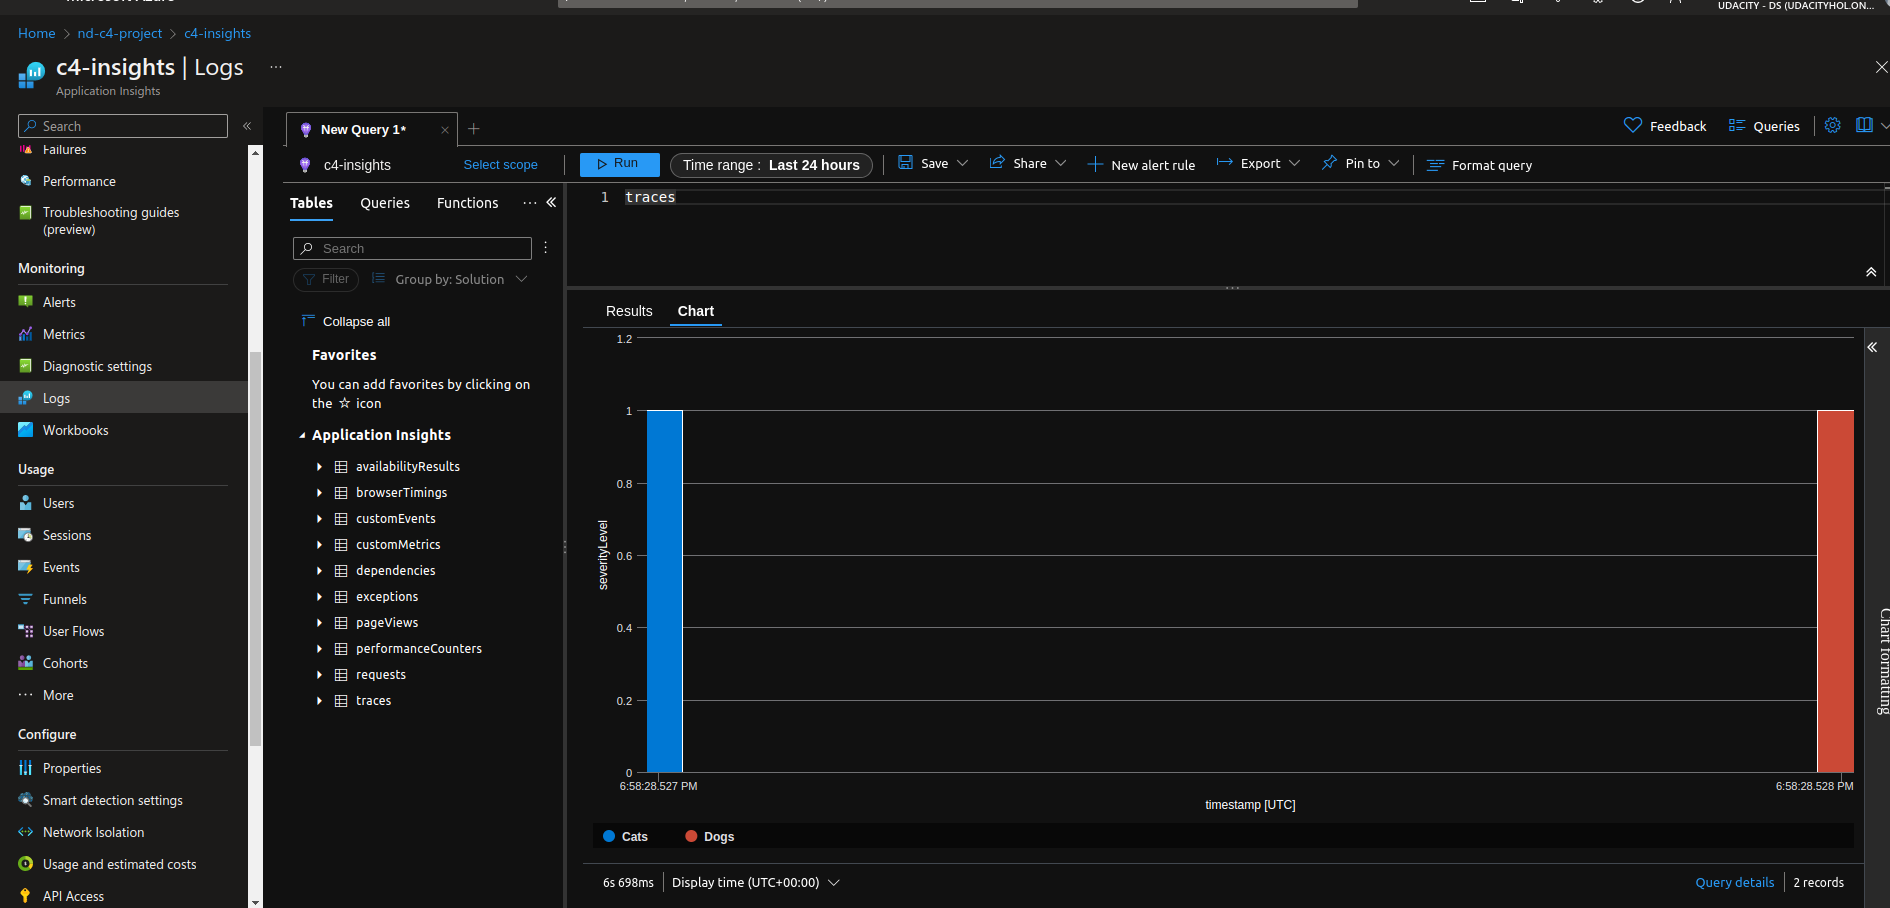 UDACITY - DS (UDACITYHOL.ON...
Home > nd-c4-project > c4-insights
c4-insights | Logs ...
Application Insights
Search «
Failures
Performance
Troubleshooting guides
(preview)
Monitoring
Alerts
Metrics
Diagnostic settings
Logs
Workbooks
Usage
Users
Sessions
Events
Funnels
User Flows
Cohorts
More
Configure
Properties
Smart detection settings
Network Isolation
Usage and estimated costs
API Access
New Query 1*
Feedback
Queries
c4-insights
Select scope
Run
Time range : Last 24 hours
Save
Share
New alert rule
Export
Pin to
Format query
Tables
Queries
Functions
Search
Filter
Group by: Solution
Collapse all
Favorites
You can add favorites by clicking on
the ☆ icon
Application Insights
availabilityResults
browserTimings
customEvents
customMetrics
dependencies
exceptions
pageViews
performanceCounters
requests
traces
1 traces
Results
Chart
1.2
1
0.8
0.6
0.4
0.2
0
severityLevel
6:58:28.527 PM
6:58:28.528 PM
timestamp [UTC]
Cats
Dogs
Chart formatting
6s 698ms
Display time (UTC+00:00)
Query details
2 records